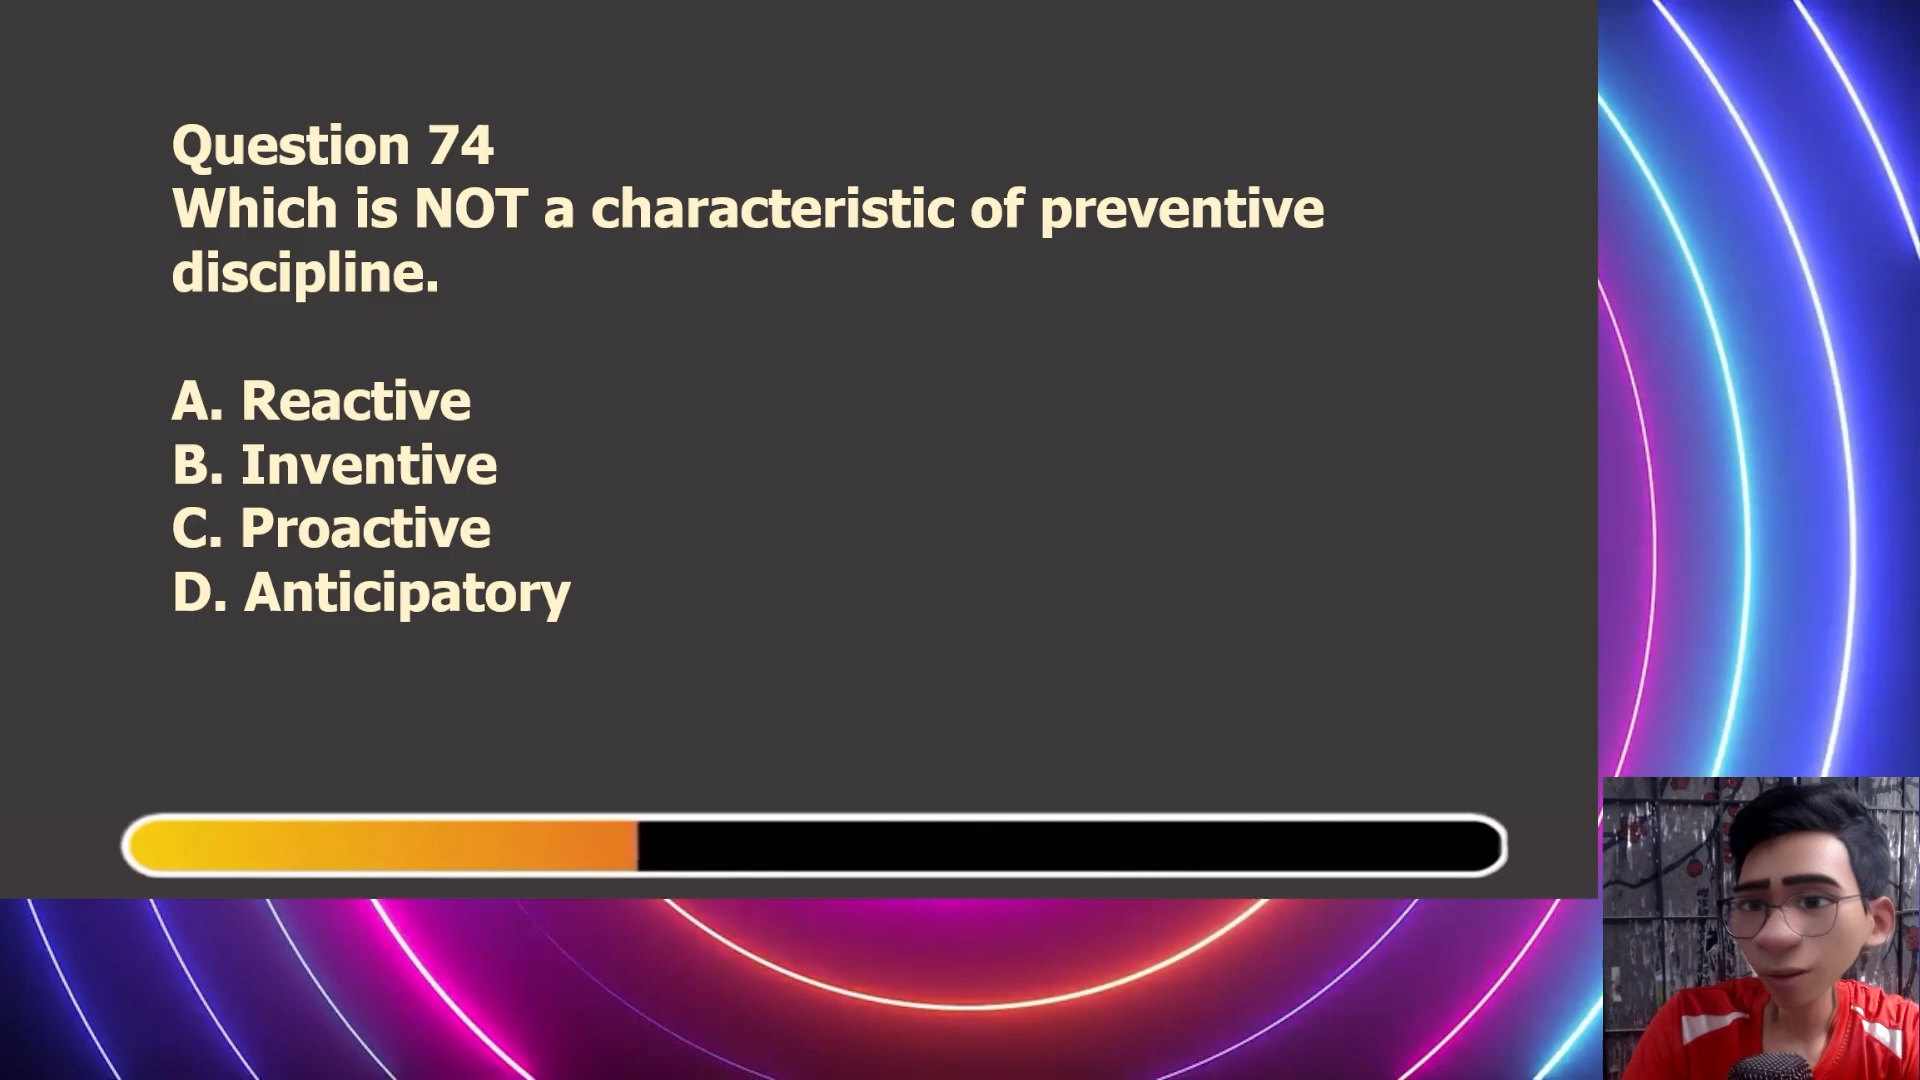 Question 74
Which is NOT a characteristic of preventive
discipline.
A. Reactive
B. Inventive
C. Proactive
D. Anticipatory